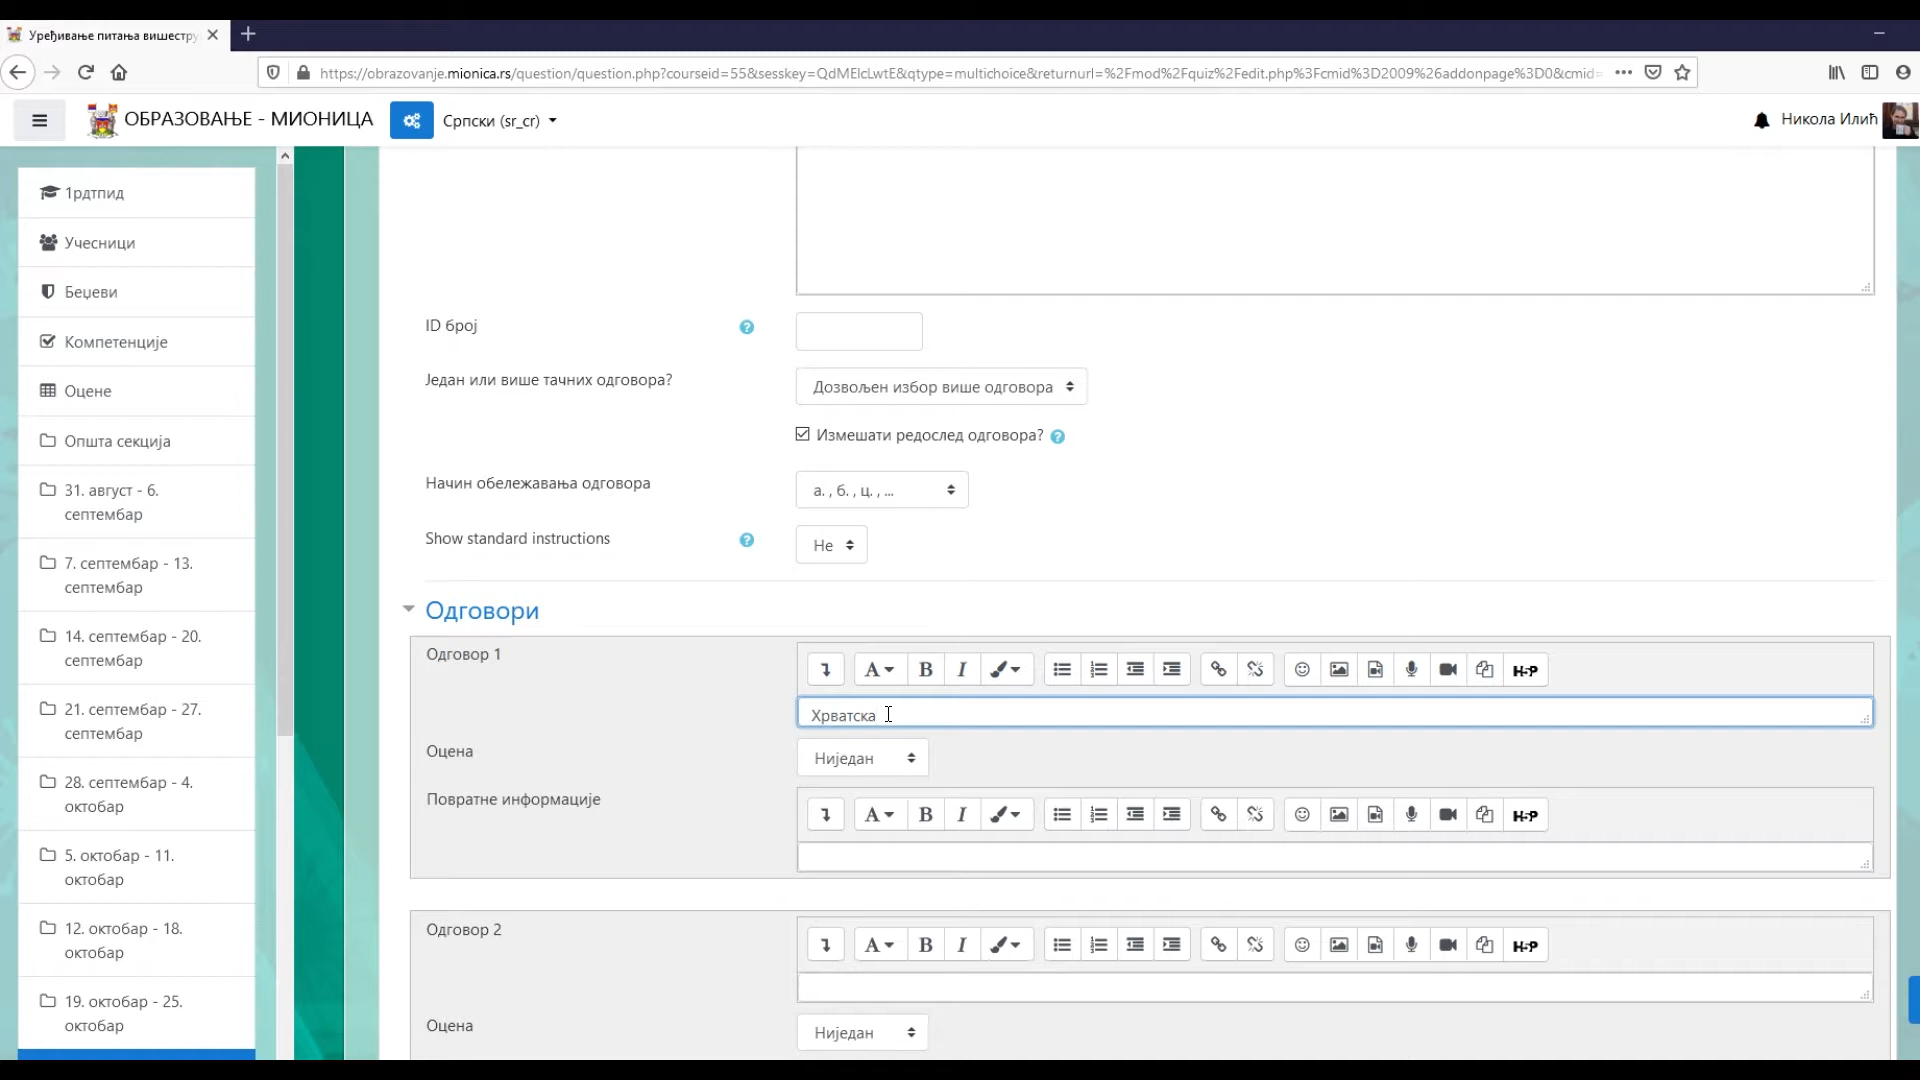 Уређивање питања вишестру
https://obrazovanje.mionica.rs/question/question.php?courseid=55&sesskey=QdMElcLwtE&qtype=multichoice&returnurl=%2Fmod%2Fquiz%2Fedit.php%3Fcmid%3D2009%26addonpage%3D0&cmid=
ОБРАЗОВАЊЕ - МИОНИЦА
Српски (sr_cr)
Никола Илић
1рдтпид
Учесници
Беџеви
Компетенције
Оцене
Општа секција
31. август - 6.
септембар
7. септембар - 13.
септембар
14. септембар - 20.
септембар
21. септембар - 27.
септембар
28. септембар - 4.
октобар
5. октобар - 11.
октобар
12. октобар - 18.
октобар
19. октобар - 25.
октобар
ID број
Један или више тачних одговора?
Дозвољен избор више одговора
Измешати редослед одговора?
Начин обележавања одговора
а. , б. , ц. , ...
Show standard instructions
Не
Одговори
Одговор 1
A B I H5P
Хрватска
Оцена
Ниједан
Повратне информације
A B I H5P
Одговор 2
A B I H5P
Оцена
Ниједан